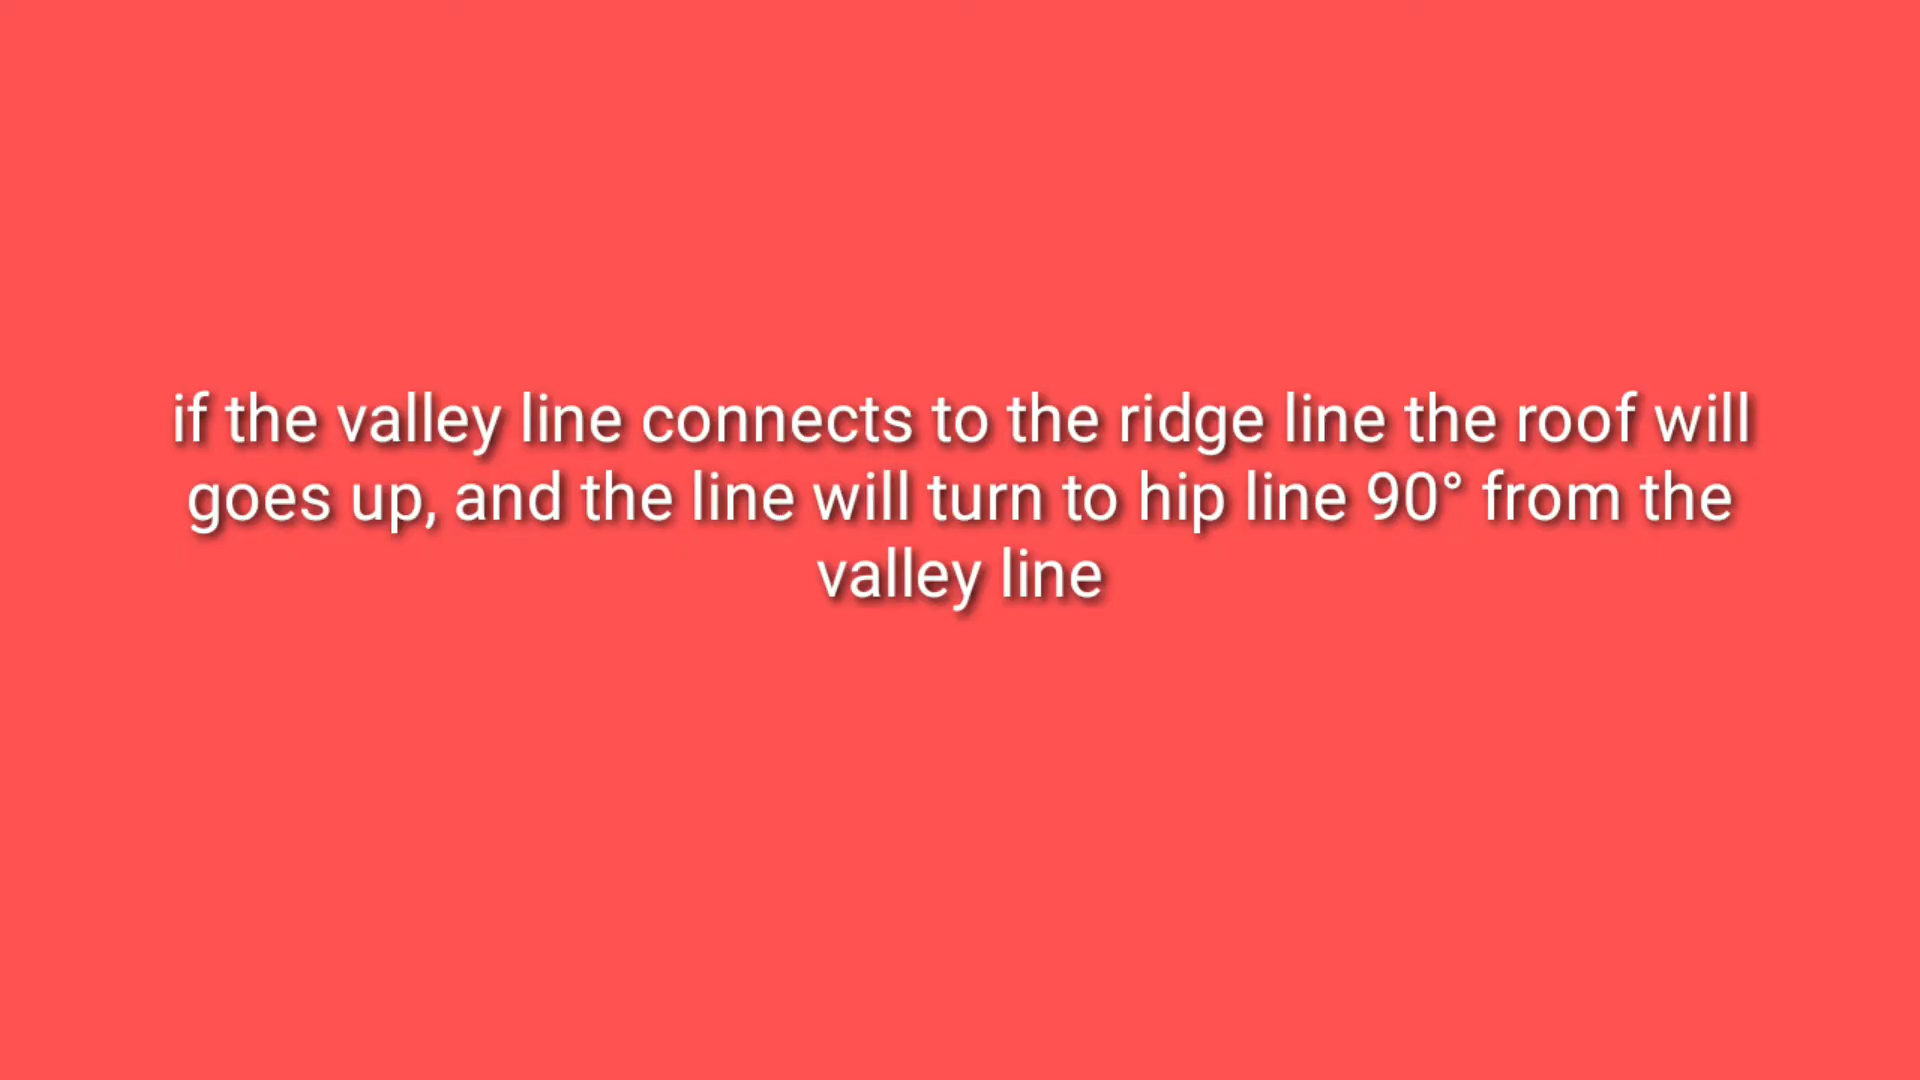 if the valley line connects to the ridge line the roof will
goes up, and the line will turn to hip line 90° from the
valley line